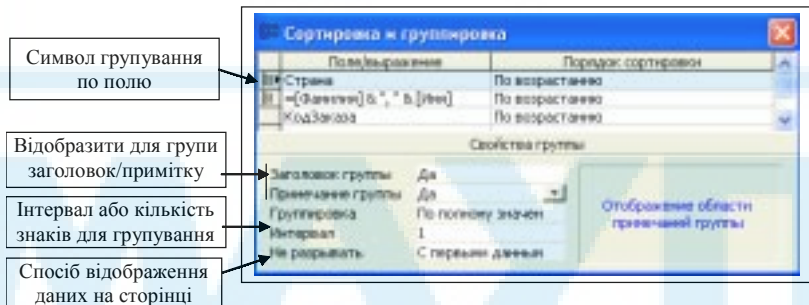 Символ групування
по полю
Відобразити для групи
заголовок/примітку
Інтервал або кількість
знаків для групування
Спосіб відображення
даних на сторінці
Сортировка и группировка
Поле/выражение Порядок сортировки
Страна По возрастанию
=[Фамилия] & ", " & [Имя] По возрастанию
КодЗаказа По возрастанию
Свойства группы
Заголовок группы Да
Примечание группы Да
Группировка По полному значен
Интервал 1
Не разрывать С первыми данным
Отображение области
примечаний группы